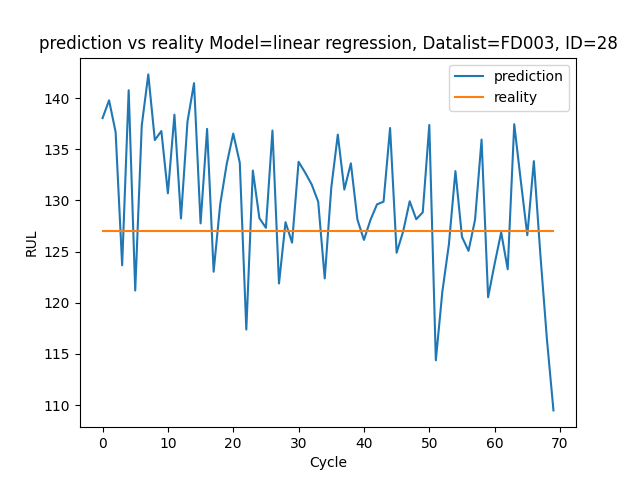 prediction vs reality Model=linear regression, Datalist=FD003, ID=28
prediction
reality
RUL
140
135
130
125
120
115
110
0 10 20 30 40 50 60 70
Cycle